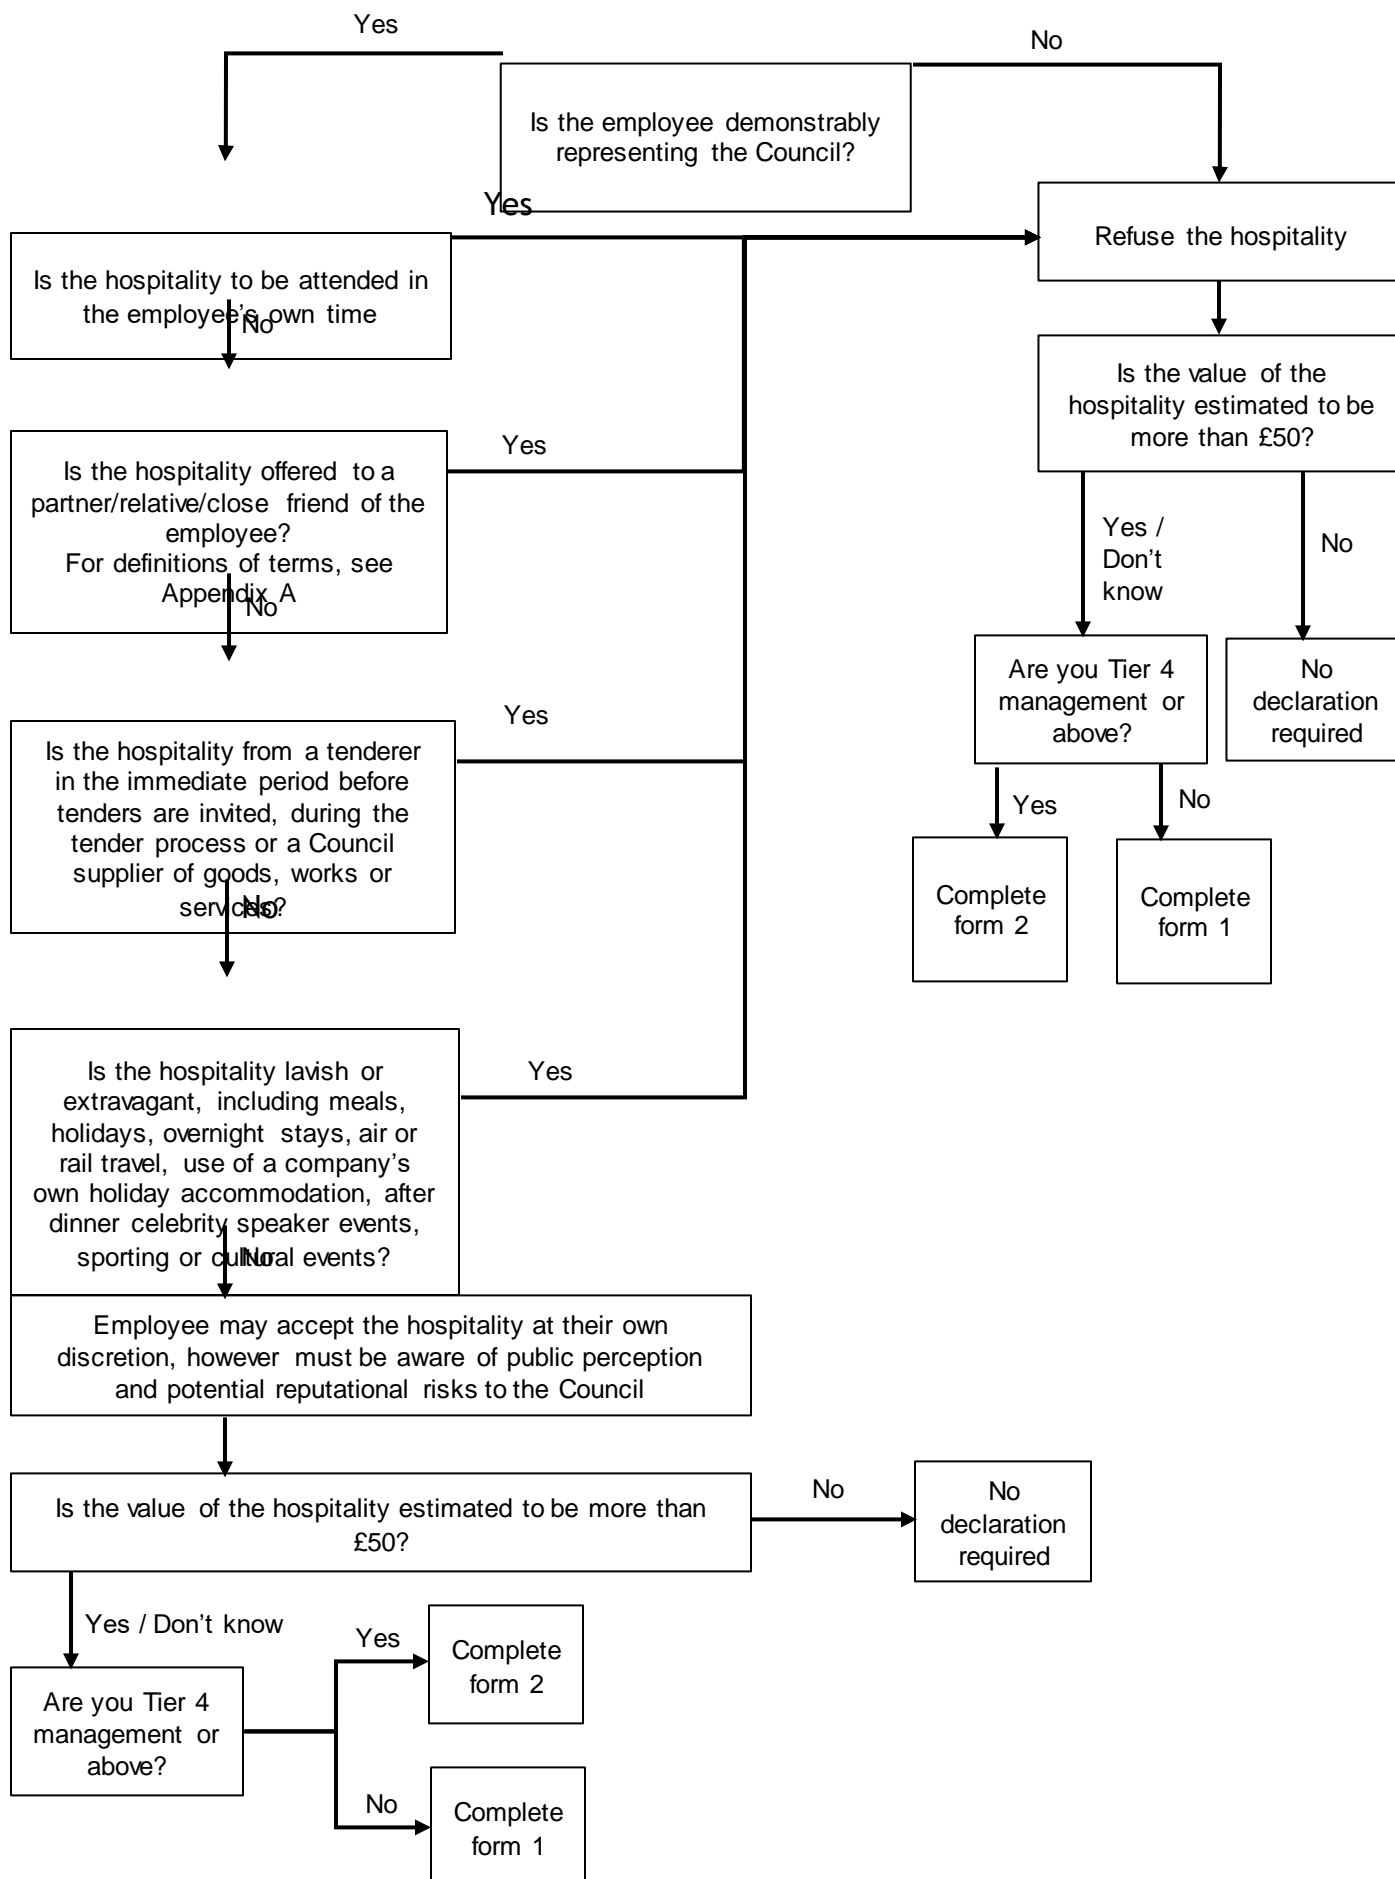 Yes
No
Is the employee demonstrably
representing the Council?
Yes
Refuse the hospitality
Is the hospitality to be attended in
the employee's own time
No
Is the value of the
hospitality estimated to be
more than £50?
Yes
Is the hospitality offered to a
partner/relative/close friend of the
employee?
For definitions of terms, see
Appendix A
No
Yes /
Don't
know
No
Are you Tier 4
management or
above?
No
declaration
required
Yes
Is the hospitality from a tenderer
in the immediate period before
tenders are invited, during the
tender process or a Council
supplier of goods, works or
services?
No
Yes
No
Complete
form 2
Complete
form 1
Yes
Is the hospitality lavish or
extravagant, including meals,
holidays, overnight stays, air or
rail travel, use of a company's
own holiday accommodation, after
dinner celebrity speaker events,
sporting or cultural events?
No
Employee may accept the hospitality at their own
discretion, however must be aware of public perception
and potential reputational risks to the Council
Is the value of the hospitality estimated to be more than
£50?
No
No
declaration
required
Yes / Don't know
Are you Tier 4
management or
above?
Yes
Complete
form 2
No
Complete
form 1